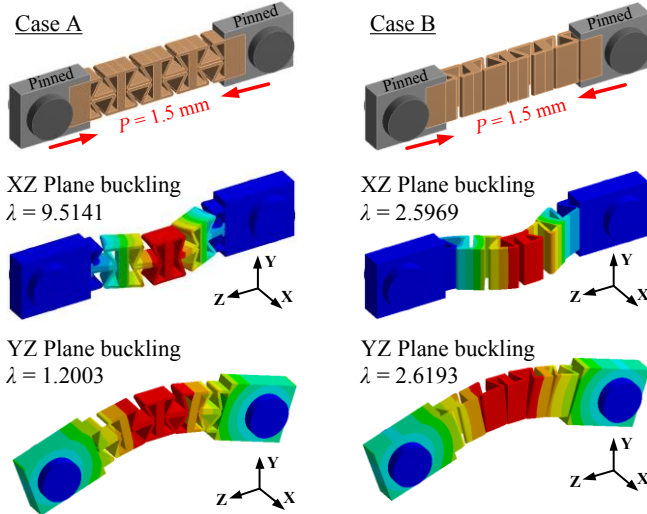 Case A
Pinned
Pinned
P = 1.5 mm
XZ Plane buckling
λ = 9.5141
Y
Z
X
YZ Plane buckling
λ = 1.2003
Y
Z
X
Case B
Pinned
Pinned
P = 1.5 mm
XZ Plane buckling
λ = 2.5969
Y
Z
X
YZ Plane buckling
λ = 2.6193
Y
Z
X